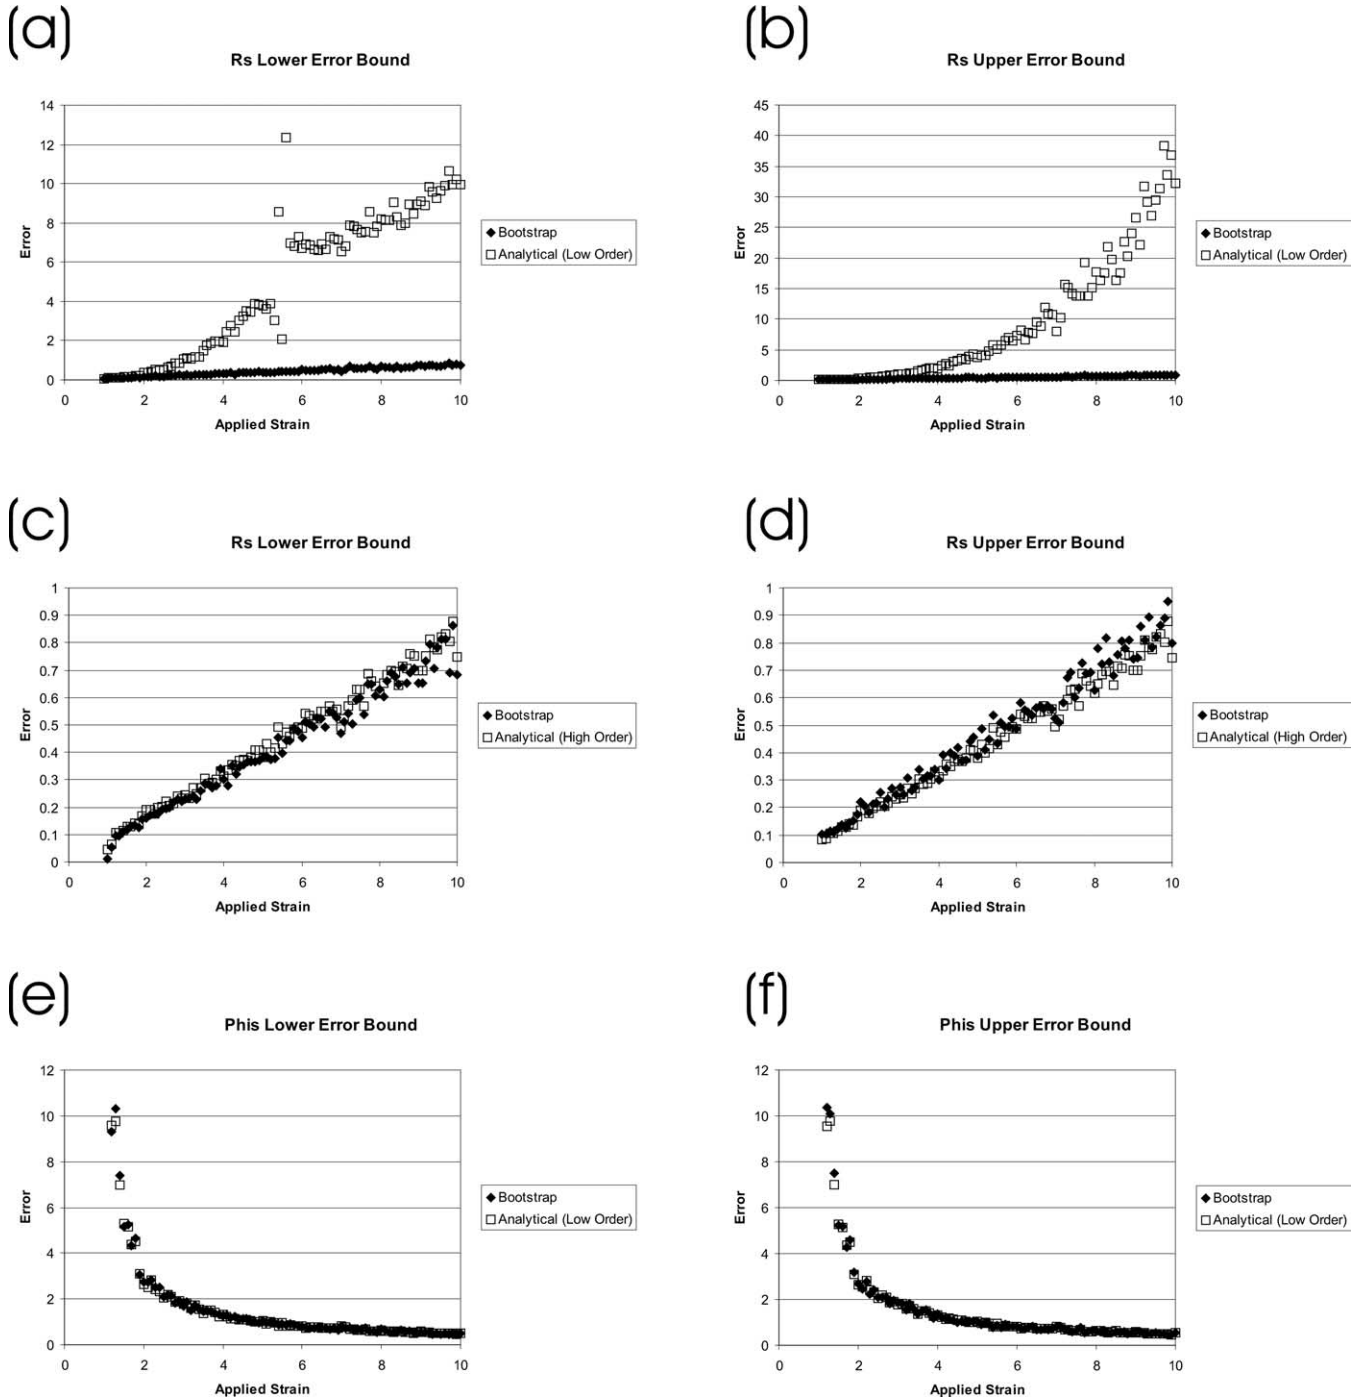 (a)
Rs Lower Error Bound
14
12
10
8
6
4
2
0
Error
0 2 4 6 8 10
Applied Strain
Bootstrap
Analytical (Low Order)
(b)
Rs Upper Error Bound
45
40
35
30
25
20
15
10
5
0
Error
0 2 4 6 8 10
Applied Strain
Bootstrap
Analytical (Low Order)
(c)
Rs Lower Error Bound
1
0.9
0.8
0.7
0.6
0.5
0.4
0.3
0.2
0.1
0
Error
0 2 4 6 8 10
Applied Strain
Bootstrap
Analytical (High Order)
(d)
Rs Upper Error Bound
1
0.9
0.8
0.7
0.6
0.5
0.4
0.3
0.2
0.1
0
Error
0 2 4 6 8 10
Applied Strain
Bootstrap
Analytical (High Order)
(e)
Phis Lower Error Bound
12
10
8
6
4
2
0
Error
0 2 4 6 8 10
Applied Strain
Bootstrap
Analytical (Low Order)
(f)
Phis Upper Error Bound
12
10
8
6
4
2
0
Error
0 2 4 6 8 10
Applied Strain
Bootstrap
Analytical (Low Order)